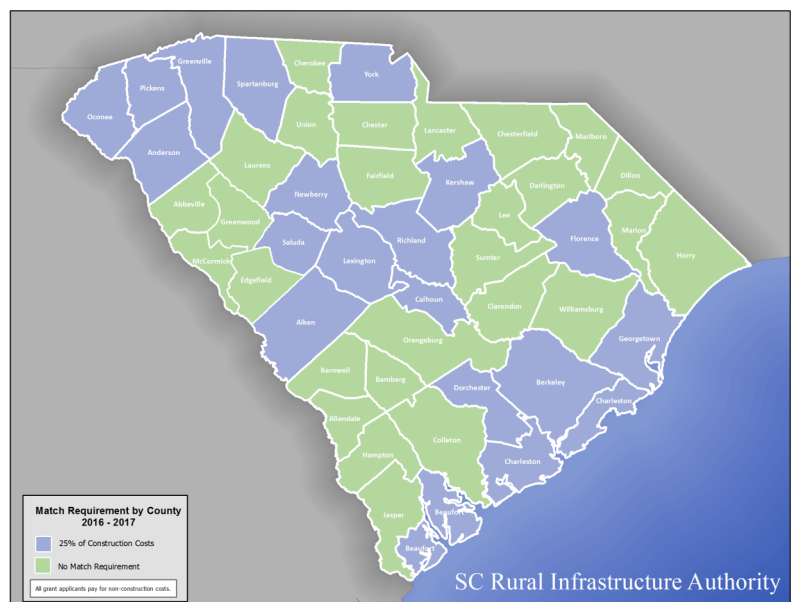 Greenville
Cherokee
York
Pickens
Spartanburg
Oconee
Union
Chester
Lancaster
Chesterfield
Marlboro
Anderson
Laurens
Fairfield
Kershaw
Darlington
Dillon
Newberry
Abbeville
Greenwood
Lee
Marion
Saluda
Richland
Florence
Horry
McCormick
Lexington
Sumter
Edgefield
Calhoun
Clarendon
Williamsburg
Aiken
Orangeburg
Georgetown
Barnwell
Bamberg
Dorchester
Berkeley
Charleston
Allendale
Colleton
Hampton
Charleston
Jasper
Beaufort
Beaufort
Match Requirement by County
2016 - 2017
25% of Construction Costs
No Match Requirement
All grant applicants pay for non-construction costs.
SC Rural Infrastructure Authority